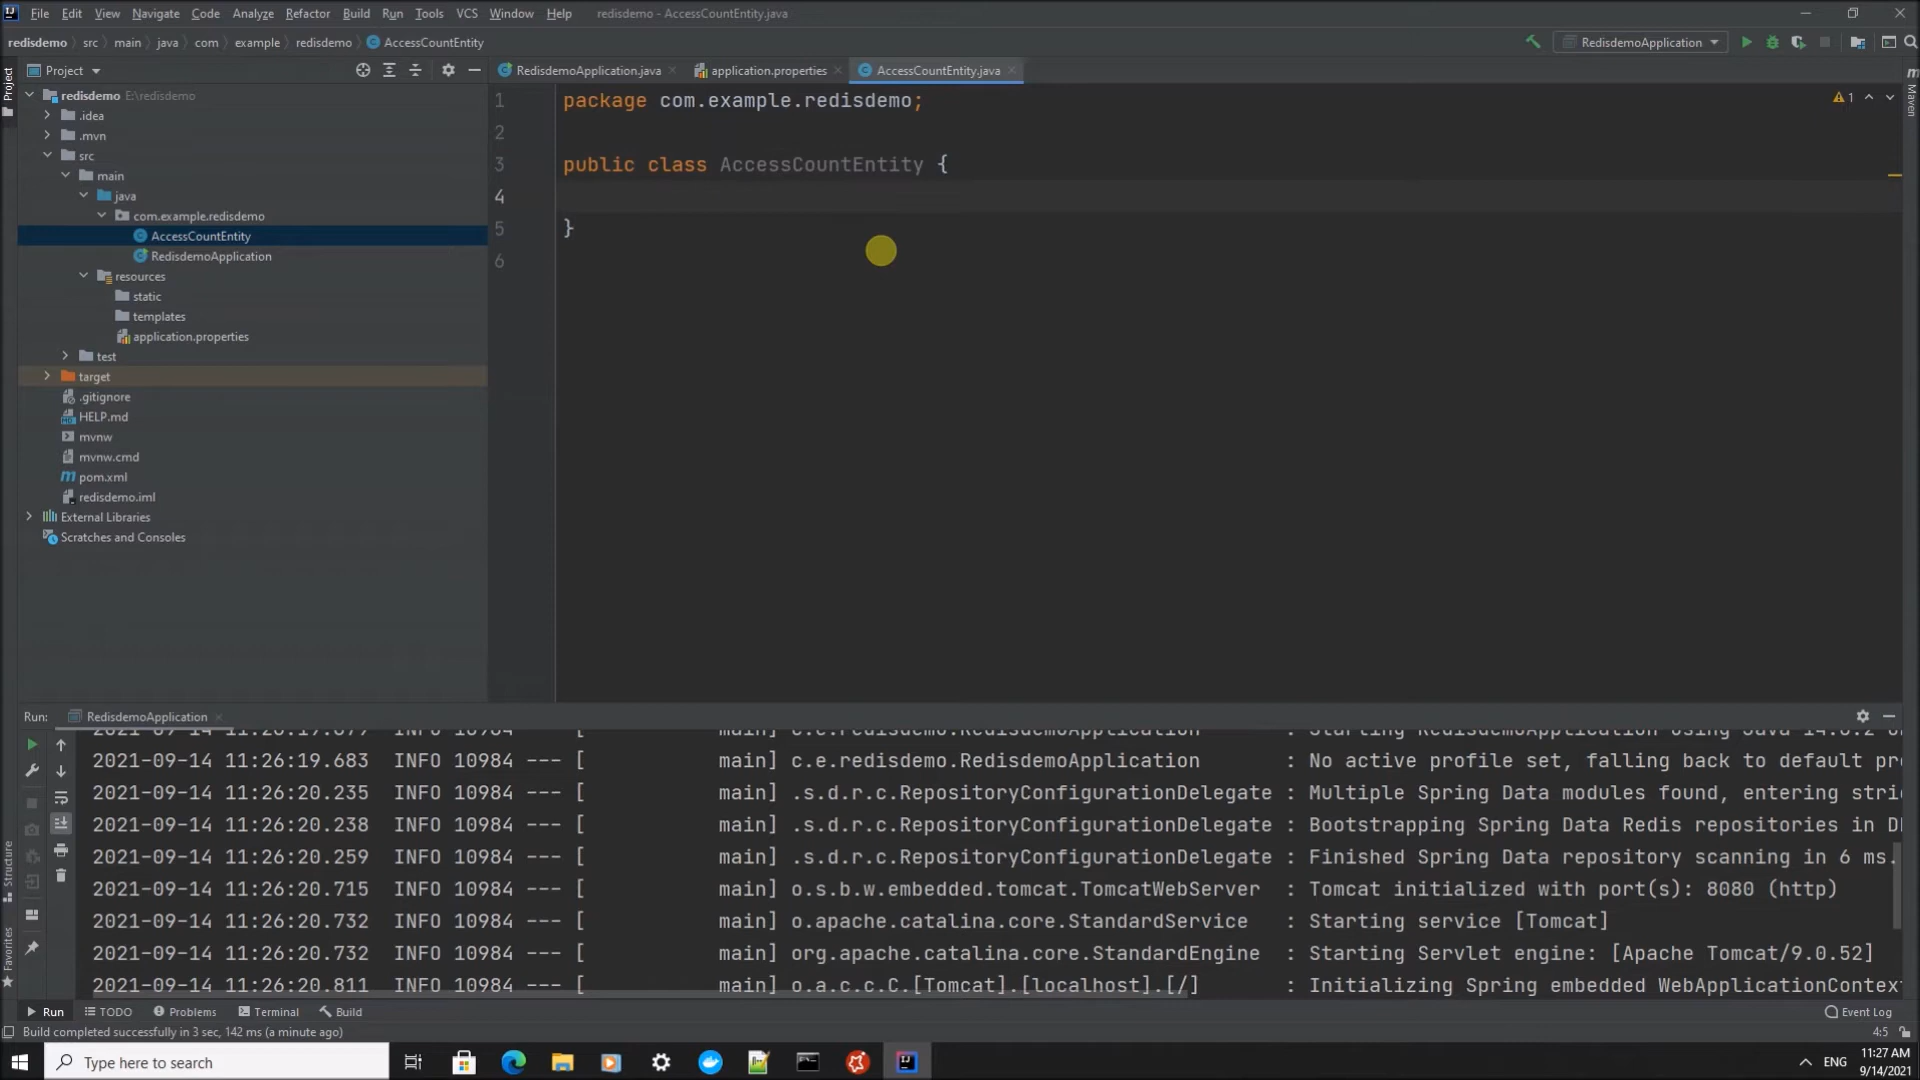 File Edit View Navigate Code Analyze Refactor Build Run Tools VCS Window Help redisdemo - AccessCountEntity.java
redisdemo src main java com example redisdemo AccessCountEntity RedisdemoApplication
Project RedisdemoApplication.java application.properties AccessCountEntity.java
redisdemo E:\redisdemo
.idea
.mvn
src
main
java
com.example.redisdemo
AccessCountEntity
RedisdemoApplication
resources
static
templates
application.properties
test
target
.gitignore
HELP.md
mvnw
mvnw.cmd
pom.xml
redisdemo.iml
External Libraries
Scratches and Consoles
1 package com.example.redisdemo;
2
3 public class AccessCountEntity {
4
5 }
6
1
Project
Maven
Structure
Favorites
Run: RedisdemoApplication
2021-09-14 11:26:19.683 INFO 10984 --- [ main] c.e.redisdemo.RedisdemoApplication : No active profile set, falling back to default
2021-09-14 11:26:20.235 INFO 10984 --- [ main] .s.d.r.c.RepositoryConfigurationDelegate : Multiple Spring Data modules found, entering
2021-09-14 11:26:20.238 INFO 10984 --- [ main] .s.d.r.c.RepositoryConfigurationDelegate : Bootstrapping Spring Data Redis repositories in
2021-09-14 11:26:20.259 INFO 10984 --- [ main] .s.d.r.c.RepositoryConfigurationDelegate : Finished Spring Data repository scanning in 6 ms.
2021-09-14 11:26:20.715 INFO 10984 --- [ main] o.s.b.w.embedded.tomcat.TomcatWebServer : Tomcat initialized with port(s): 8080 (http)
2021-09-14 11:26:20.732 INFO 10984 --- [ main] o.apache.catalina.core.StandardService : Starting service [Tomcat]
2021-09-14 11:26:20.732 INFO 10984 --- [ main] org.apache.catalina.core.StandardEngine : Starting Servlet engine: [Apache Tomcat/9.0.52]
2021-09-14 11:26:20.811 INFO 10984 --- [ main] o.a.c.c.C.[Tomcat].[localhost].[/] : Initializing Spring embedded WebApplicationContext
Run TODO Problems Terminal Build Event Log
Build completed successfully in 3 sec, 142 ms (a minute ago) 4:5
Type here to search
ENG
11:27 AM
9/14/2021